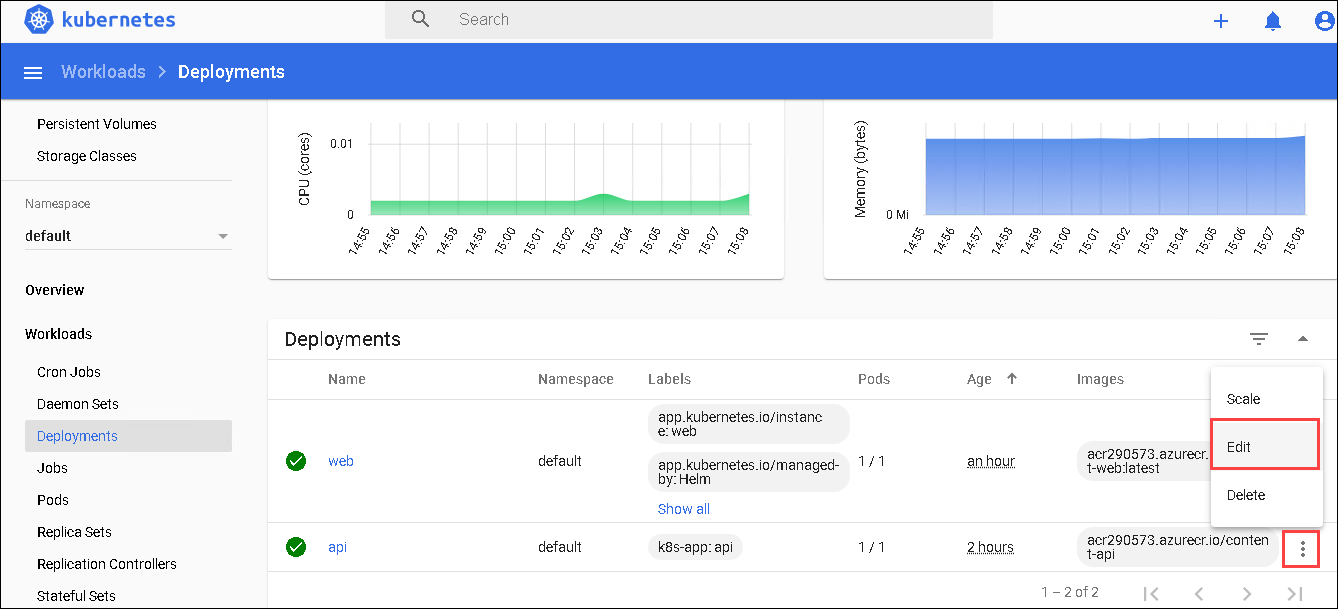 kubernetes
Search
Workloads > Deployments
Persistent Volumes
Storage Classes
Namespace
default
Overview
Workloads
Cron Jobs
Daemon Sets
Deployments
Jobs
Pods
Replica Sets
Replication Controllers
Stateful Sets
CPU (cores)
0.01
0
14:55 14:56 14:57 14:58 14:59 15:00 15:01 15:02 15:03 15:04 15:05 15:06 15:07 15:08
Memory (bytes)
0 Mi
14:55 14:56 14:57 14:58 14:59 15:00 15:01 15:02 15:03 15:04 15:05 15:06 15:07 15:08
Deployments
Name Namespace Labels Pods Age Images
web default
app.kubernetes.io/instanc
e: web
app.kubernetes.io/managed-
by: Helm
Show all
1 / 1 an hour
acr290573.azurecr.
t-web:latest
api default k8s-app: api 1 / 1 2 hours
acr290573.azurecr.io/conten
t-api
Scale
Edit
Delete
1 – 2 of 2